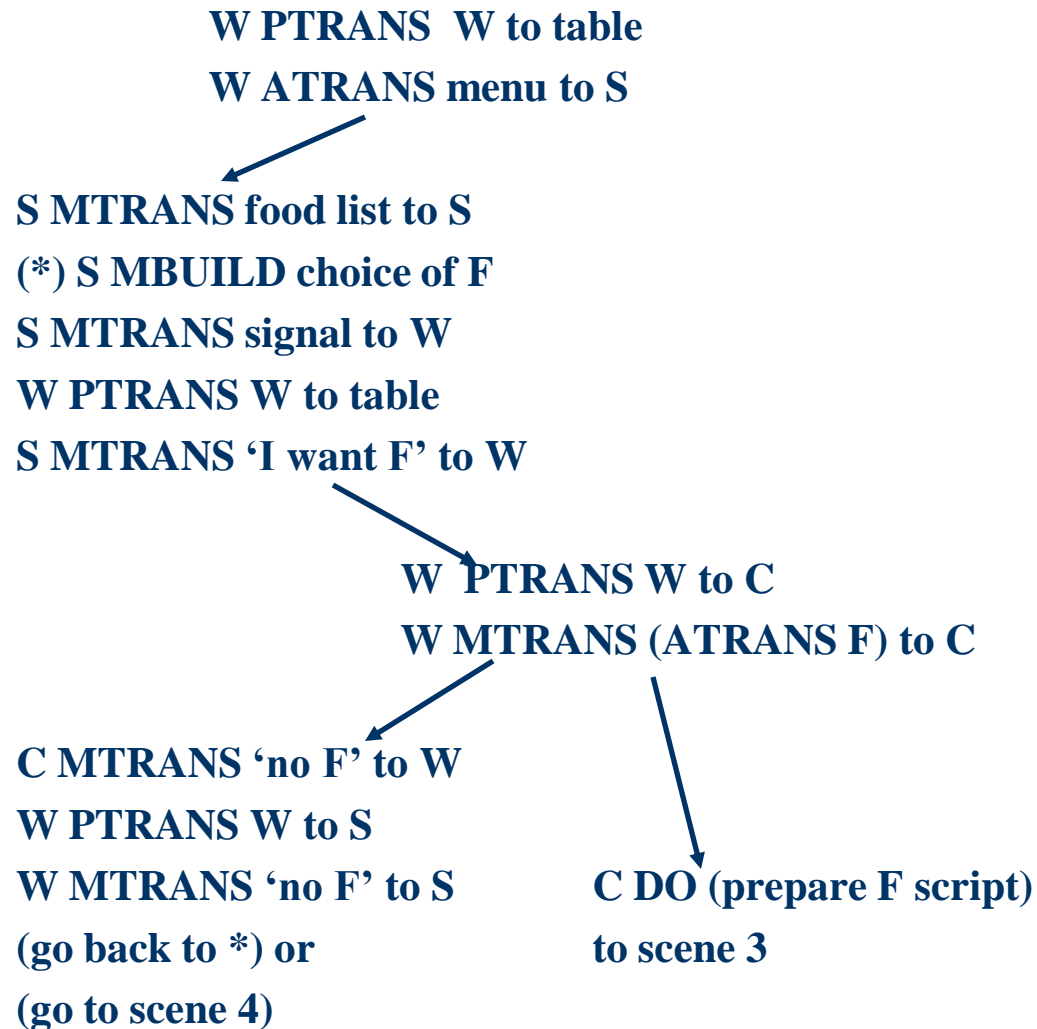 W PTRANS W to table
W ATRANS menu to S
S MTRANS food list to S
(*) S MBUILD choice of F
S MTRANS signal to W
W PTRANS W to table
S MTRANS ‘I want F’ to W
W PTRANS W to C
W MTRANS (ATRANS F) to C
C MTRANS ‘no F’ to W
W PTRANS W to S
W MTRANS ‘no F’ to S
(go back to *) or
(go to scene 4)
C DO (prepare F script)
to scene 3